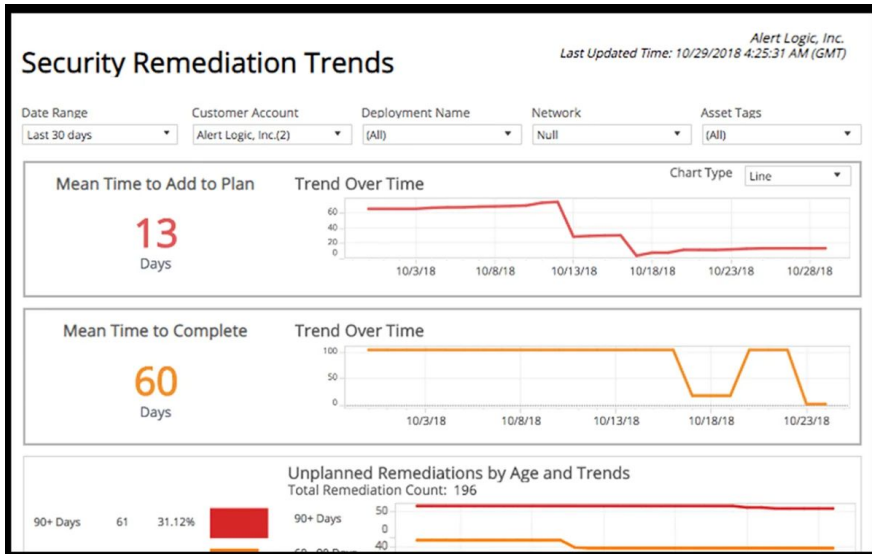 Alert Logic, Inc.
Security Remediation Trends
Last Updated Time: 10/29/2018 4:25:31 AM (GMT)
Date Range Customer Account Deployment Name Network Asset Tags
Last 30 days Alert Logic, Inc.(2) (All) Null (All)
Mean Time to Add to Plan Trend Over Time Chart Type Line
13
Days
60
40
20
0
10/3/18 10/8/18 10/13/18 10/18/18 10/23/18 10/28/18
Mean Time to Complete Trend Over Time
60
Days
100
50
0
10/3/18 10/8/18 10/13/18 10/18/18 10/23/18
Unplanned Remediations by Age and Trends
Total Remediation Count: 196
90+ Days 61 31.12% 90+ Days
50
0
40